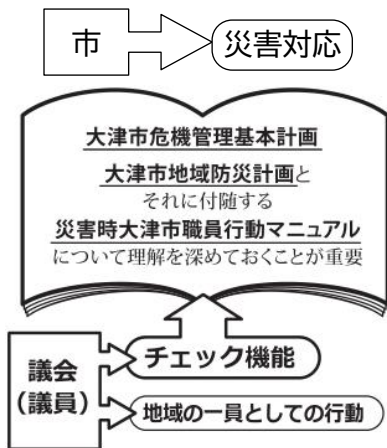 市
災害対応
大津市危機管理基本計画
大津市地域防災計画と
それに付随する
災害時大津市職員行動マニュアル
について理解を深めておくことが重要
議会
(議員)
チェック機能
地域の一員としての行動